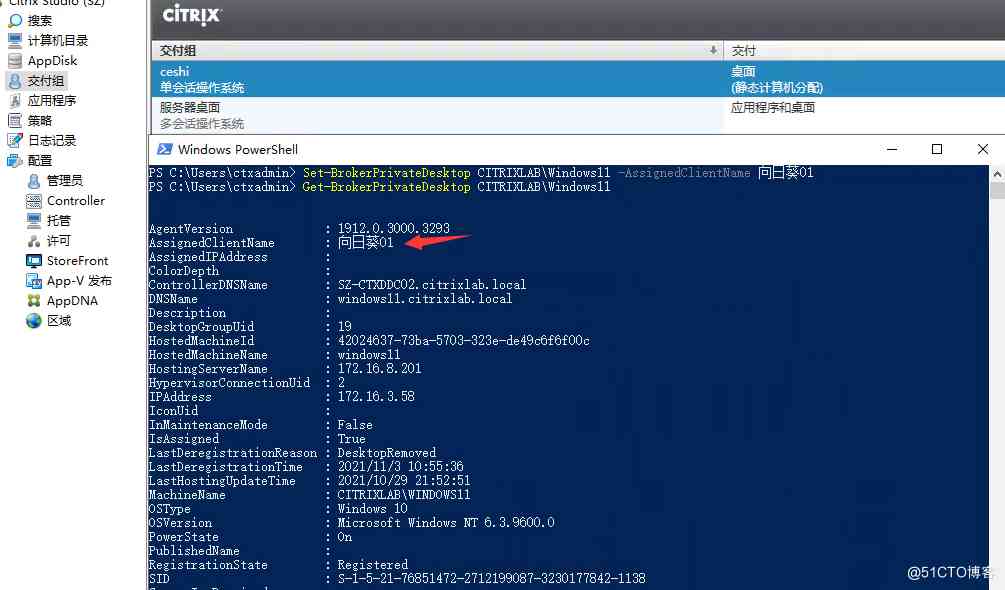 Citrix Studio (SZ)
搜索
计算机目录
AppDisk
交付组
应用程序
策略
日志记录
配置
管理员
Controller
托管
许可
StoreFront
App-V 发布
AppDNA
区域
CITRIX
交付组 交付
ceshi 桌面
单会话操作系统 (静态计算机分配)
服务器桌面 应用程序和桌面
多会话操作系统
Windows PowerShell
PS C:\Users\ctxadmin> Set-BrokerPrivateDesktop CITRIXLAB\Windows11 -AssignedClientName 向日葵01
PS C:\Users\ctxadmin> Get-BrokerPrivateDesktop CITRIXLAB\Windows11
AgentVersion : 1912.0.3000.3293
AssignedClientName : 向日葵01
AssignedIPAddress :
ColorDepth :
ControllerDNSName : SZ-CTXDDC02.citrixlab.local
DNSName : windows11.citrixlab.local
Description :
DesktopGroupUid : 19
HostedMachineId : 42024637-73ba-5703-323e-de49c6f6f00c
HostedMachineName : windows11
HostingServerName : 172.16.8.201
HypervisorConnectionUid : 2
IPAddress : 172.16.3.58
IconUid :
InMaintenanceMode : False
IsAssigned : True
LastDeregistrationReason : DesktopRemoved
LastDeregistrationTime : 2021/11/3 10:55:36
LastHostingUpdateTime : 2021/10/29 21:52:51
MachineName : CITRIXLAB\WINDOWS11
OSType : Windows 10
OSVersion : Microsoft Windows NT 6.3.9600.0
PowerState : On
PublishedName :
RegistrationState : Registered
SID : S-1-5-21-76851472-2712199087-3230177842-1138
@51CTO博客